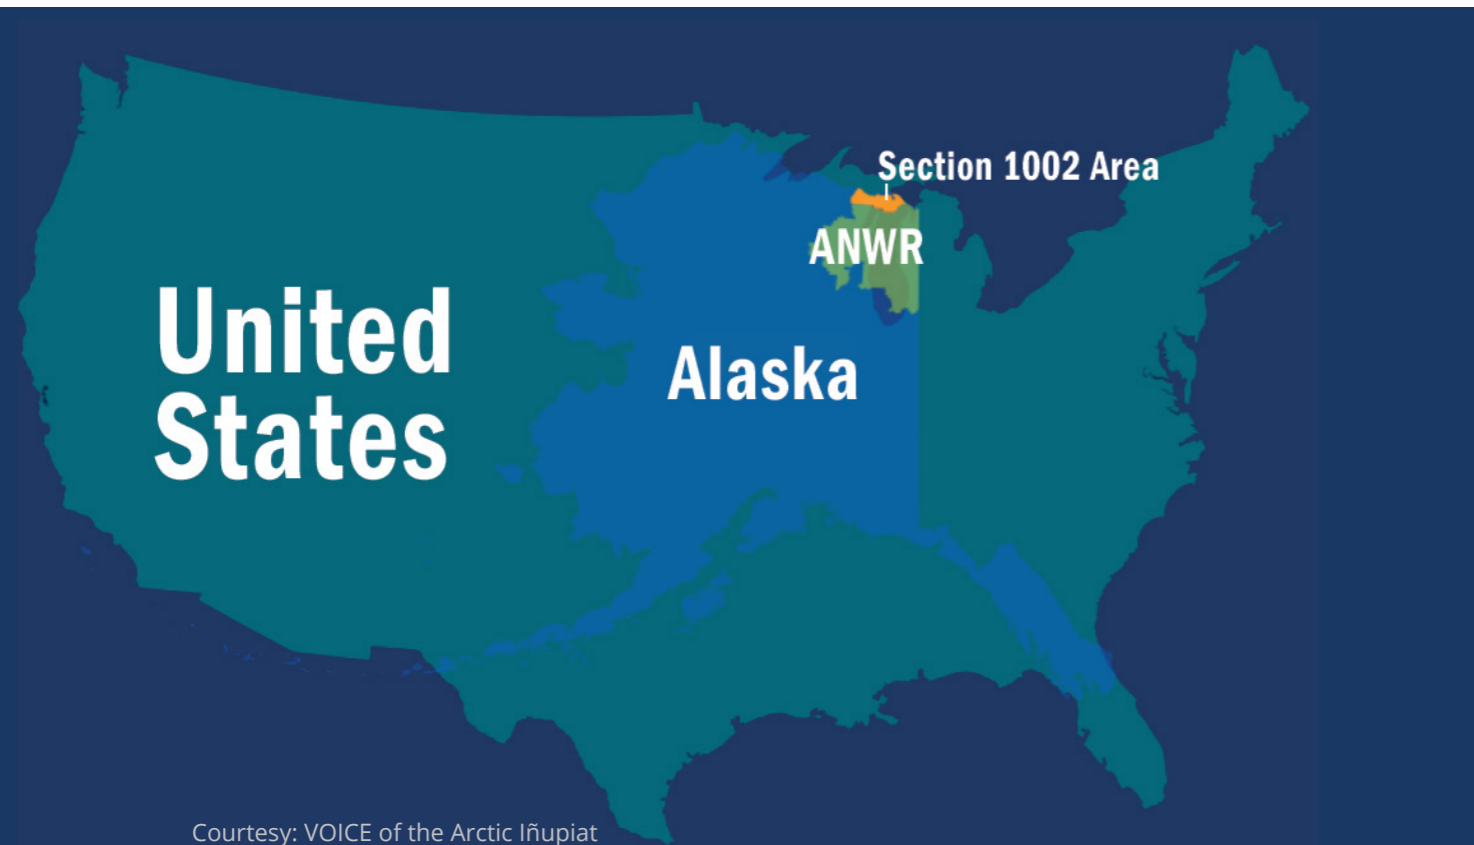 Section 1002 Area
ANWR
United
States
Alaska
Courtesy: VOICE of the Arctic Iñupiat